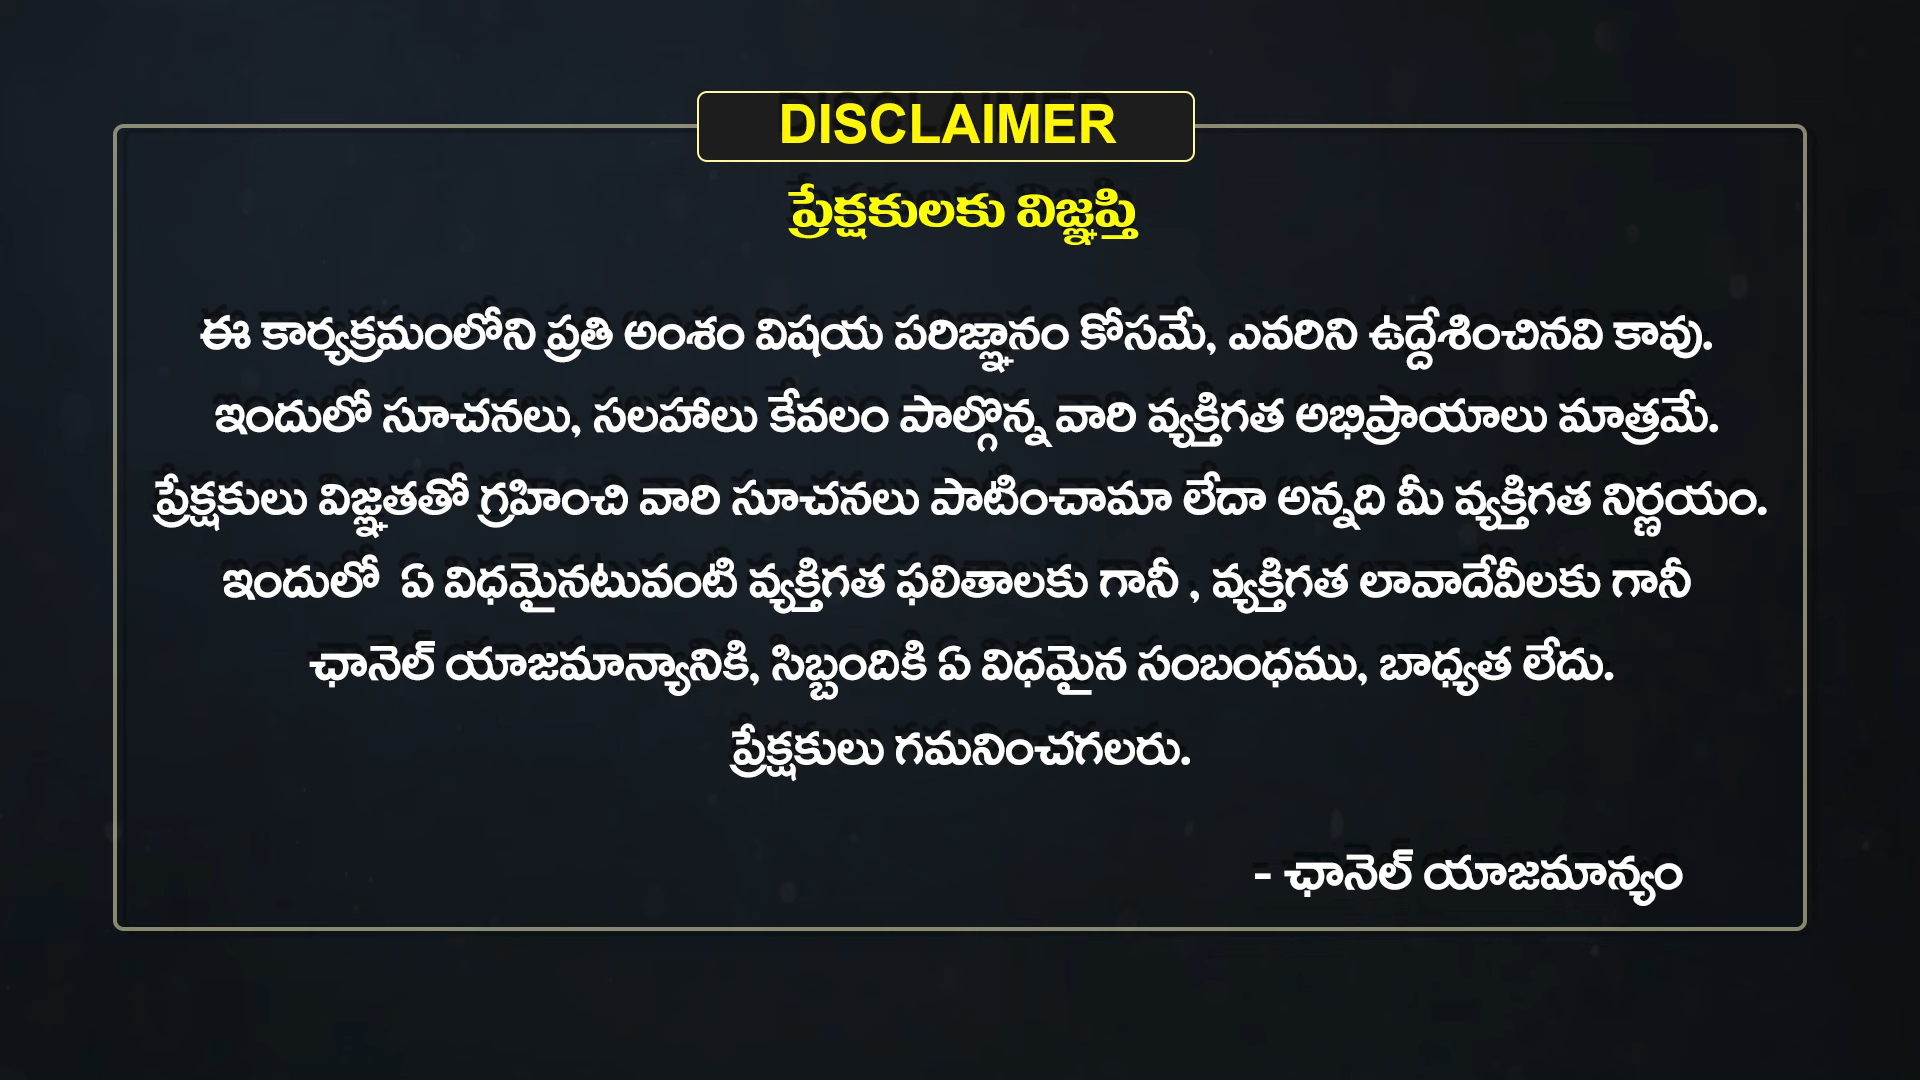 DISCLAIMER
ప్రేక్షకులకు విజ్ఞప్తి
ఈ కార్యక్రమంలోని ప్రతి అంశం విషయ పరిజ్ఞానం కోసమే, ఎవరిని ఉద్దేశించినవి కావు.
ఇందులో సూచనలు, సలహాలు కేవలం పాల్గొన్న వారి వ్యక్తిగత అభిప్రాయాలు మాత్రమే.
ప్రేక్షకులు విజ్ఞతతో గ్రహించి వారి సూచనలు పాటించామా లేదా అన్నది మీ వ్యక్తిగత నిర్ణయం.
ఇందులో ఏ విధమైనటువంటి వ్యక్తిగత ఫలితాలకు గానీ , వ్యక్తిగత లావాదేవీలకు గానీ
ఛానెల్ యాజమాన్యానికి, సిబ్బందికి ఏ విధమైన సంబంధము, బాధ్యత లేదు.
ప్రేక్షకులు గమనించగలరు.
- ఛానెల్ యాజమాన్యం